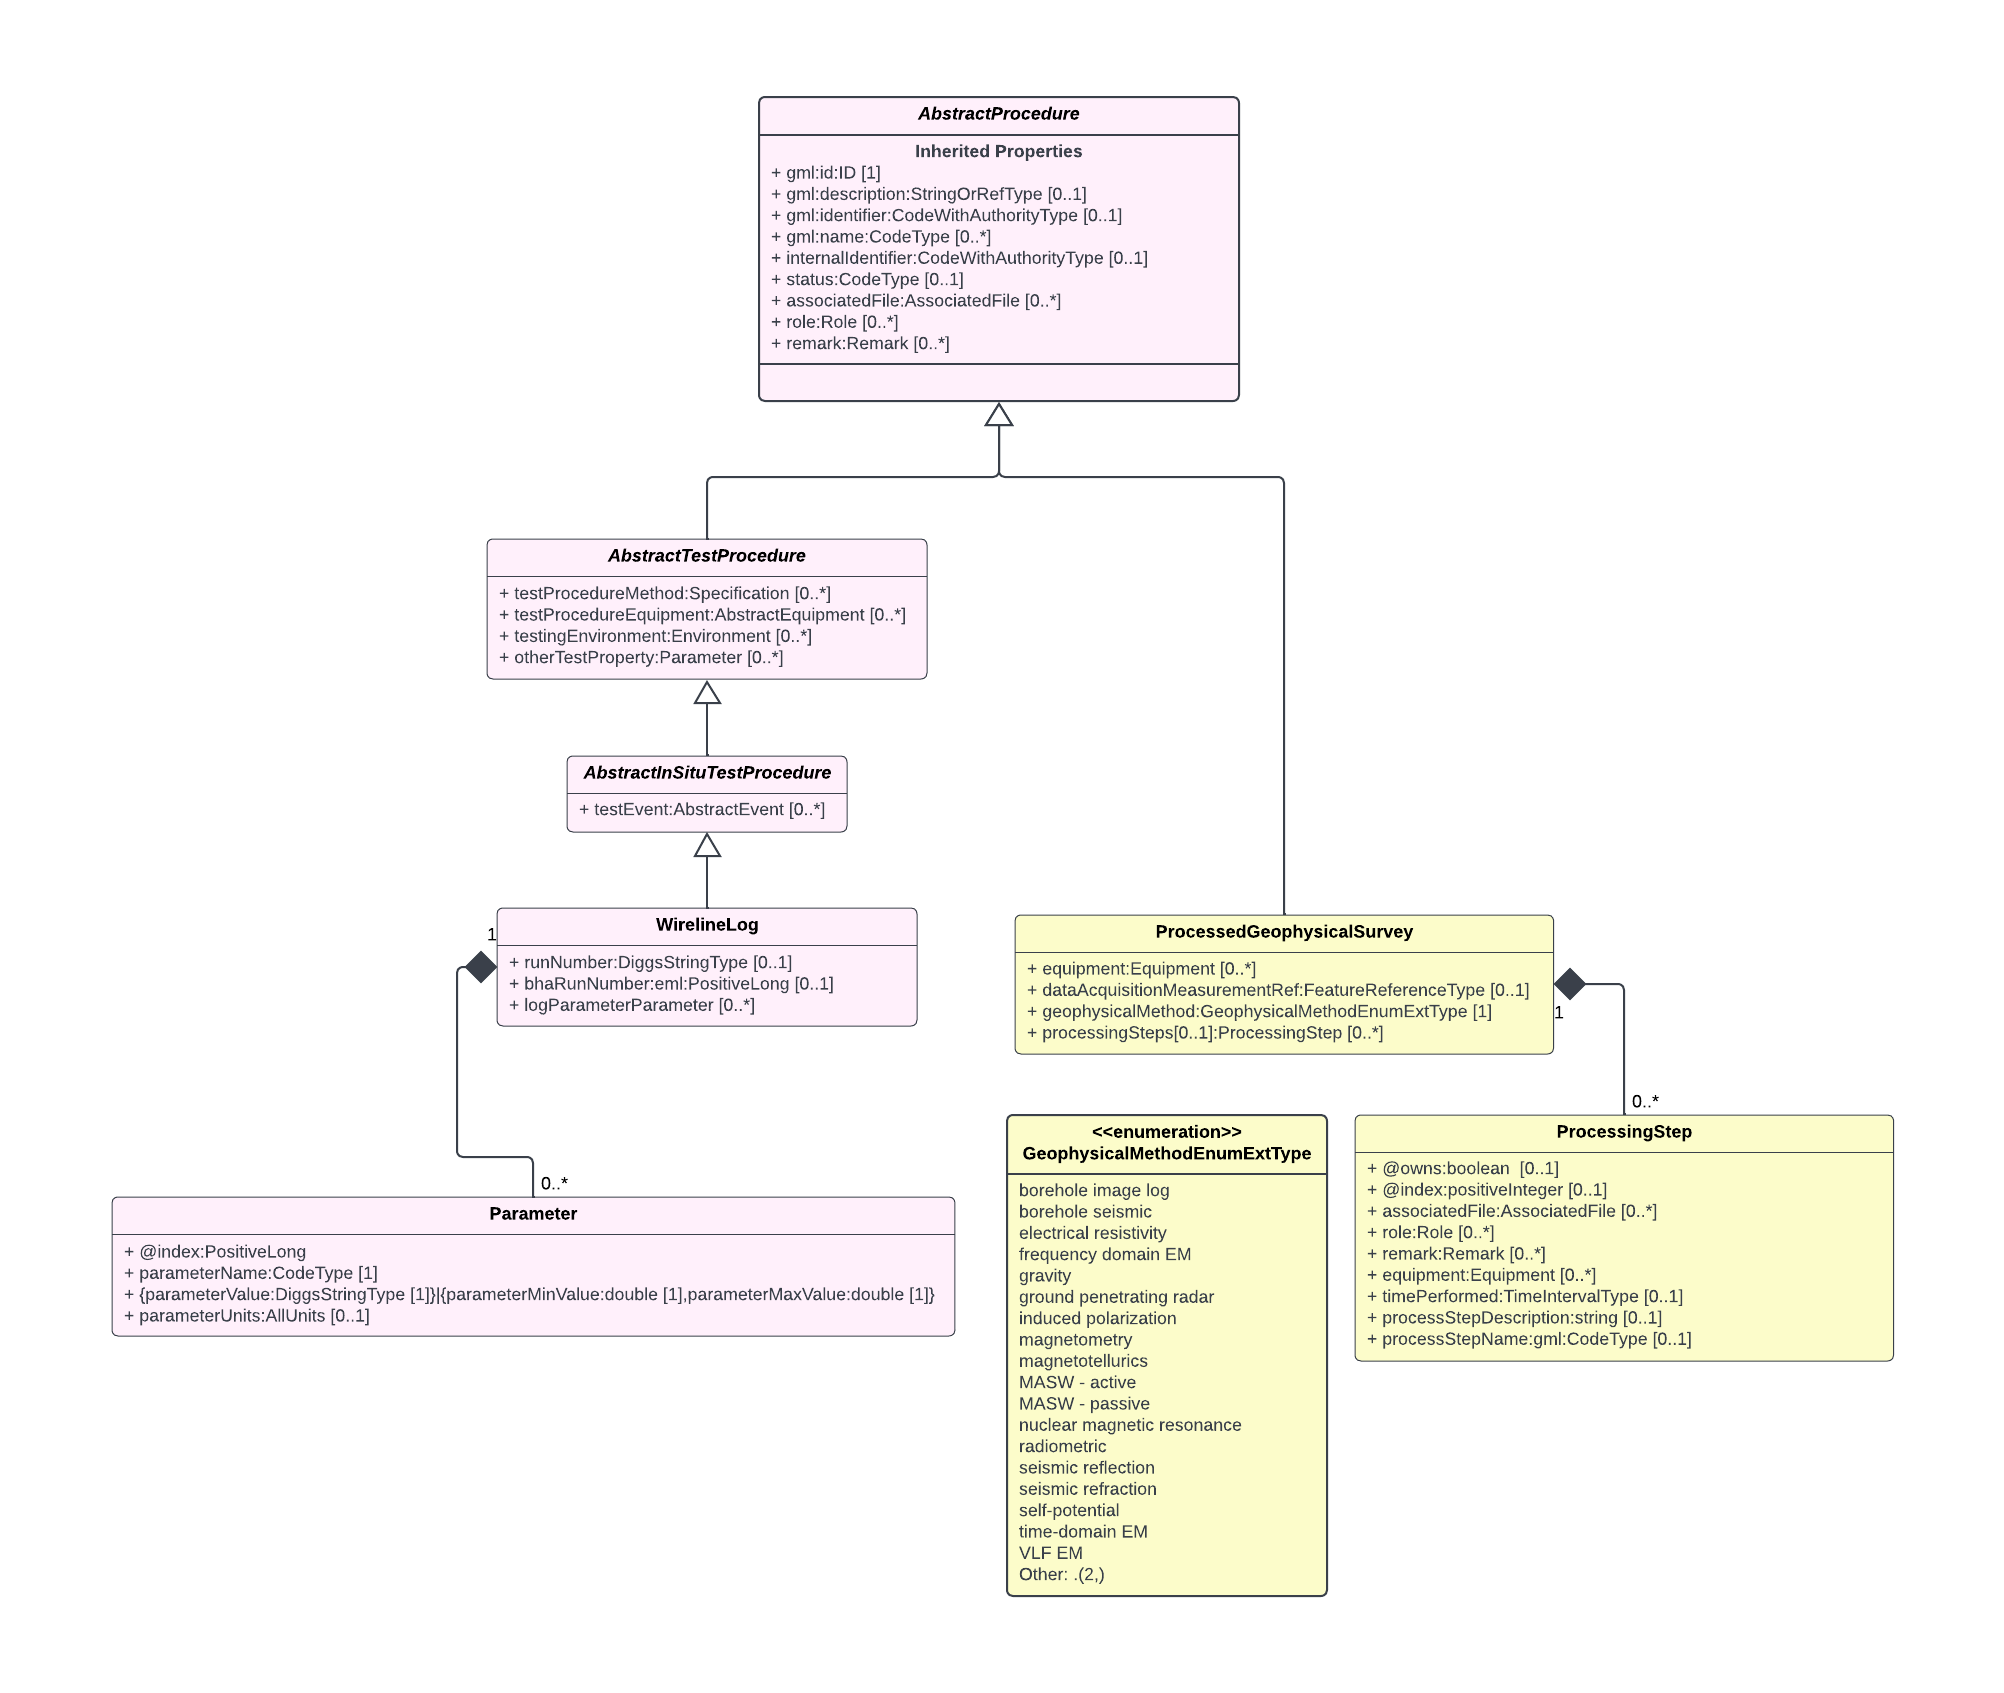 AbstractProcedure
Inherited Properties
+ gml:id:ID [1]
+ gml:description:StringOrRefType [0..1]
+ gml:identifier:CodeWithAuthorityType [0..1]
+ gml:name:CodeType [0..*]
+ internalIdentifier:CodeWithAuthorityType [0..1]
+ status:CodeType [0..1]
+ associatedFile:AssociatedFile [0..*]
+ role:Role [0..*]
+ remark:Remark [0..*]
AbstractTestProcedure
+ testProcedureMethod:Specification [0..*]
+ testProcedureEquipment:AbstractEquipment [0..*]
+ testingEnvironment:Environment [0..*]
+ otherTestProperty:Parameter [0..*]
AbstractInSituTestProcedure
+ testEvent:AbstractEvent [0..*]
WirelineLog
1
+ runNumber:DiggsStringType [0..1]
+ bhaRunNumber:eml:PositiveLong [0..1]
+ logParameterParameter [0..*]
0..*
Parameter
+ @index:PositiveLong
+ parameterName:CodeType [1]
+ {parameterValue:DiggsStringType [1]}|{parameterMinValue:double [1],parameterMaxValue:double [1]}
+ parameterUnits:AllUnits [0..1]
ProcessedGeophysicalSurvey
+ equipment:Equipment [0..*]
+ dataAcquisitionMeasurementRef:FeatureReferenceType [0..1]
+ geophysicalMethod:GeophysicalMethodEnumExtType [1]
+ processingSteps[0..1]:ProcessingStep [0..*]
1
0..*
<<enumeration>>
GeophysicalMethodEnumExtType
borehole image log
borehole seismic
electrical resistivity
frequency domain EM
gravity
ground penetrating radar
induced polarization
magnetometry
magnetotellurics
MASW - active
MASW - passive
nuclear magnetic resonance
radiometric
seismic reflection
seismic refraction
self-potential
time-domain EM
VLF EM
Other: .(2,)
ProcessingStep
+ @owns:boolean  [0..1]
+ @index:positiveInteger [0..1]
+ associatedFile:AssociatedFile [0..*]
+ role:Role [0..*]
+ remark:Remark [0..*]
+ equipment:Equipment [0..*]
+ timePerformed:TimeIntervalType [0..1]
+ processStepDescription:string [0..1]
+ processStepName:gml:CodeType [0..1]